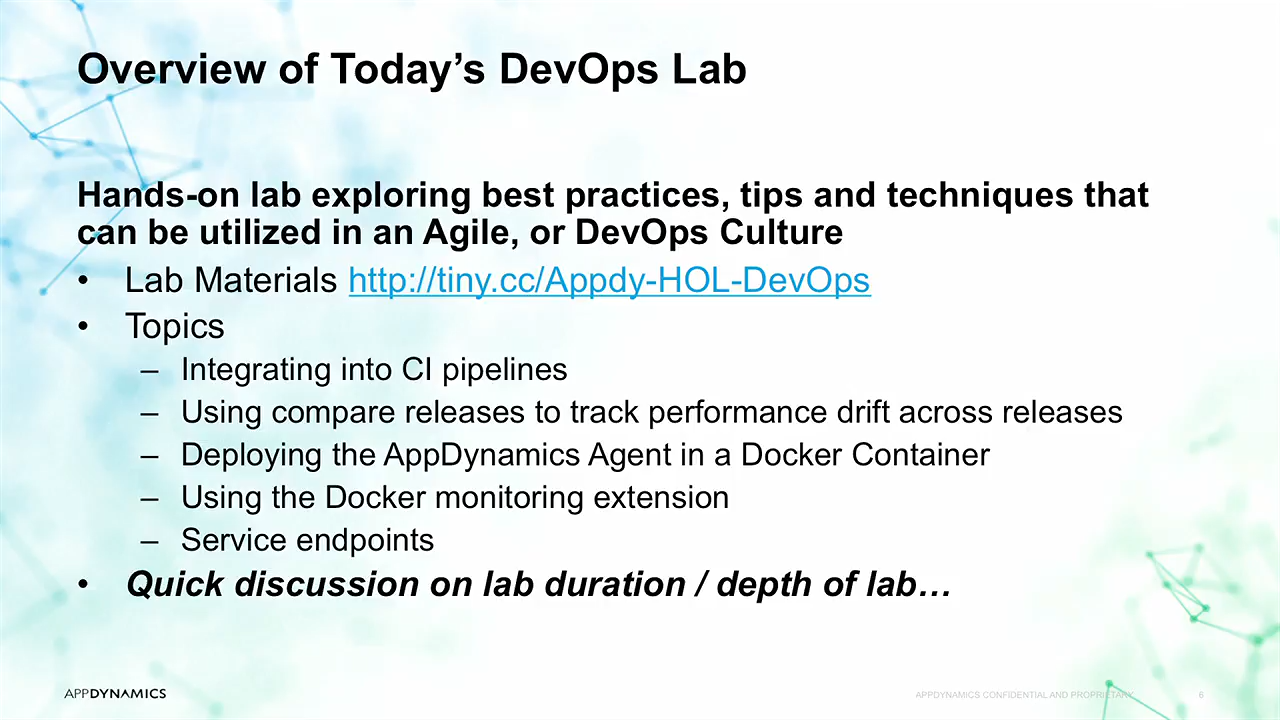 Overview of Today’s DevOps Lab
Hands-on lab exploring best practices, tips and techniques that
can be utilized in an Agile, or DevOps Culture
• Lab Materials http://tiny.cc/Appdy-HOL-DevOps
• Topics
– Integrating into CI pipelines
– Using compare releases to track performance drift across releases
– Deploying the AppDynamics Agent in a Docker Container
– Using the Docker monitoring extension
– Service endpoints
• Quick discussion on lab duration / depth of lab…
APPDYNAMICS
APPDYNAMICS CONFIDENTIAL AND PROPRIETARY
6